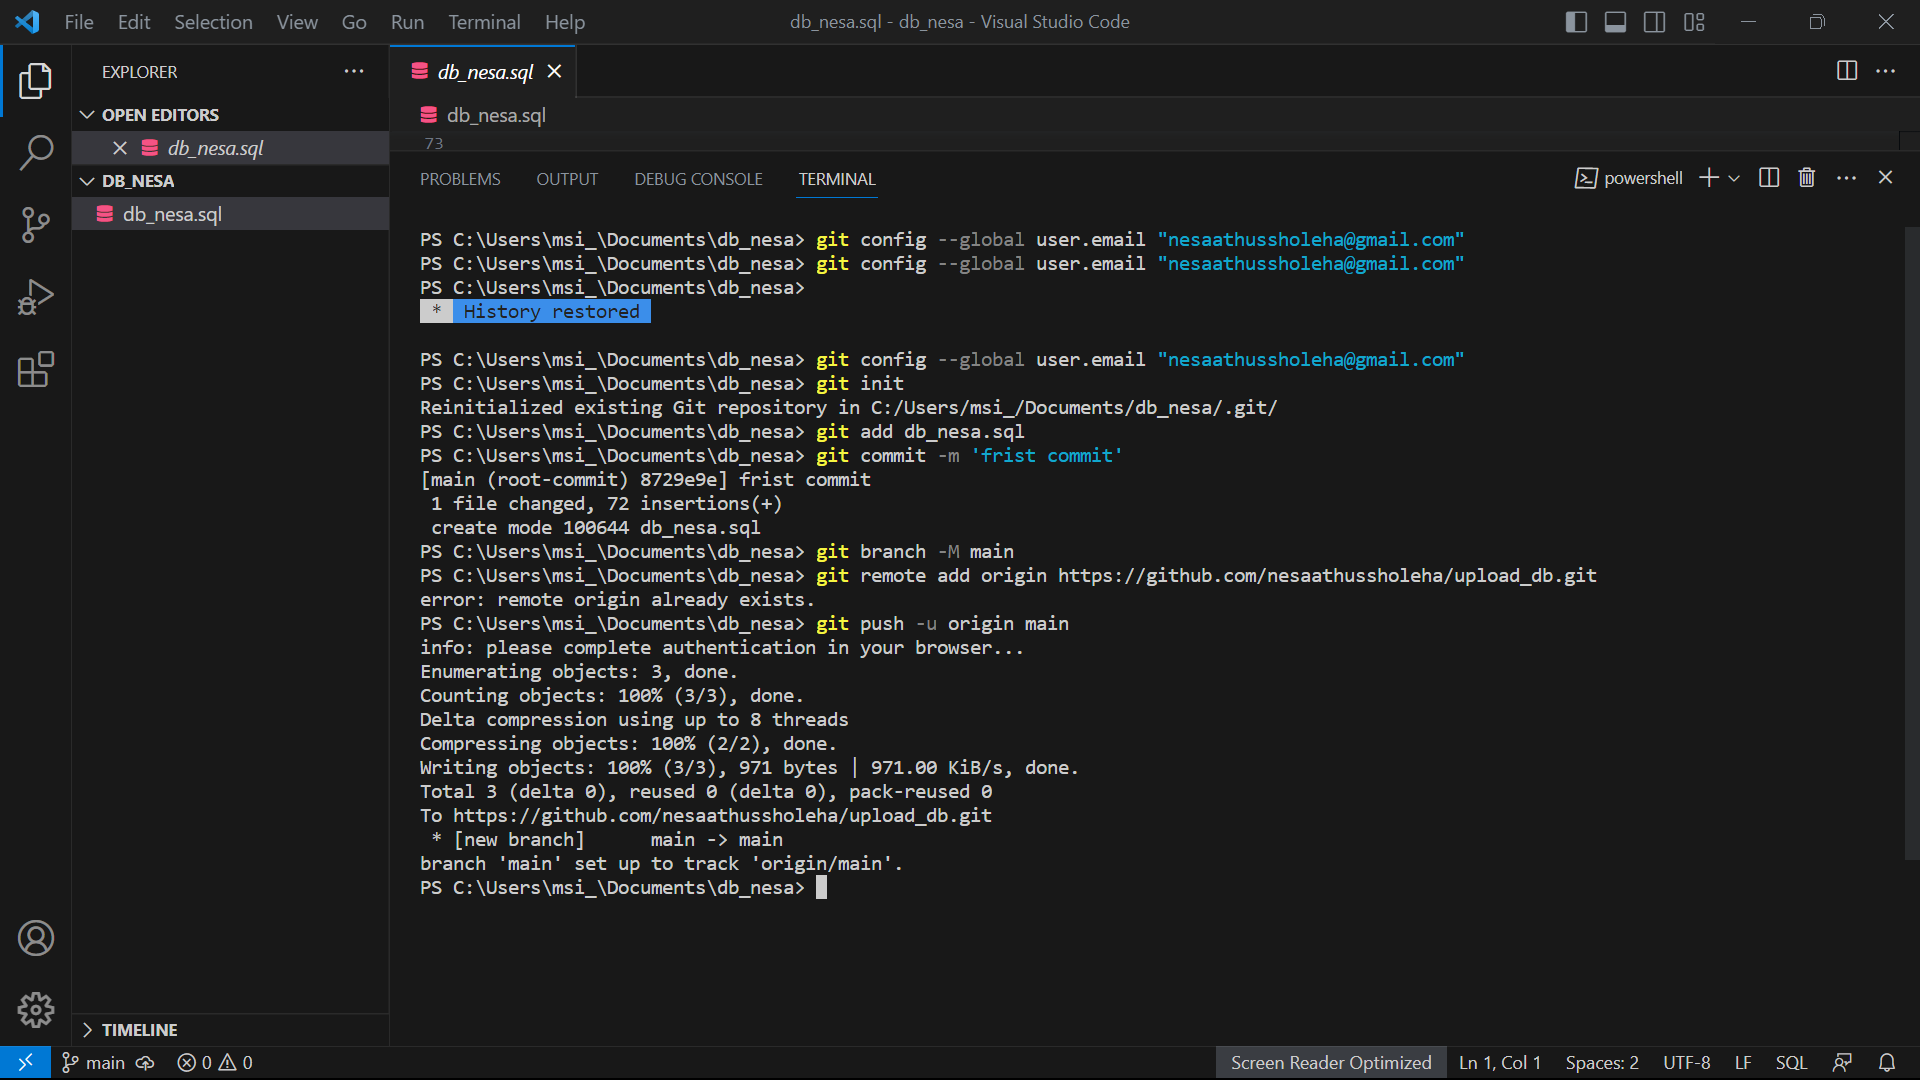 File Edit Selection View Go Run Terminal Help
db_nesa.sql - db_nesa - Visual Studio Code
EXPLORER
OPEN EDITORS
db_nesa.sql
DB_NESA
db_nesa.sql
TIMELINE
db_nesa.sql
db_nesa.sql
73
PROBLEMS OUTPUT DEBUG CONSOLE TERMINAL
powershell
PS C:\Users\msi_\Documents\db_nesa> git config --global user.email "nesaathussholeha@gmail.com"
PS C:\Users\msi_\Documents\db_nesa> git config --global user.email "nesaathussholeha@gmail.com"
PS C:\Users\msi_\Documents\db_nesa>
* History restored
PS C:\Users\msi_\Documents\db_nesa> git config --global user.email "nesaathussholeha@gmail.com"
PS C:\Users\msi_\Documents\db_nesa> git init
Reinitialized existing Git repository in C:/Users/msi_/Documents/db_nesa/.git/
PS C:\Users\msi_\Documents\db_nesa> git add db_nesa.sql
PS C:\Users\msi_\Documents\db_nesa> git commit -m 'frist commit'
[main (root-commit) 8729e9e] frist commit
1 file changed, 72 insertions(+)
create mode 100644 db_nesa.sql
PS C:\Users\msi_\Documents\db_nesa> git branch -M main
PS C:\Users\msi_\Documents\db_nesa> git remote add origin https://github.com/nesaathussholeha/upload_db.git
error: remote origin already exists.
PS C:\Users\msi_\Documents\db_nesa> git push -u origin main
info: please complete authentication in your browser...
Enumerating objects: 3, done.
Counting objects: 100% (3/3), done.
Delta compression using up to 8 threads
Compressing objects: 100% (2/2), done.
Writing objects: 100% (3/3), 971 bytes | 971.00 KiB/s, done.
Total 3 (delta 0), reused 0 (delta 0), pack-reused 0
To https://github.com/nesaathussholeha/upload_db.git
* [new branch] main -> main
branch 'main' set up to track 'origin/main'.
PS C:\Users\msi_\Documents\db_nesa>
main 0 0
Screen Reader Optimized Ln 1, Col 1 Spaces: 2 UTF-8 LF SQL